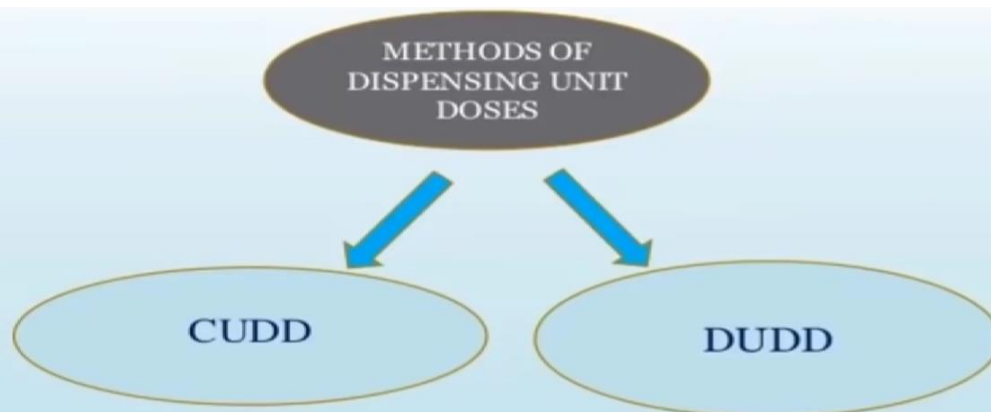 METHODS OF
DISPENSING UNIT
DOSES
CUDD
DUDD